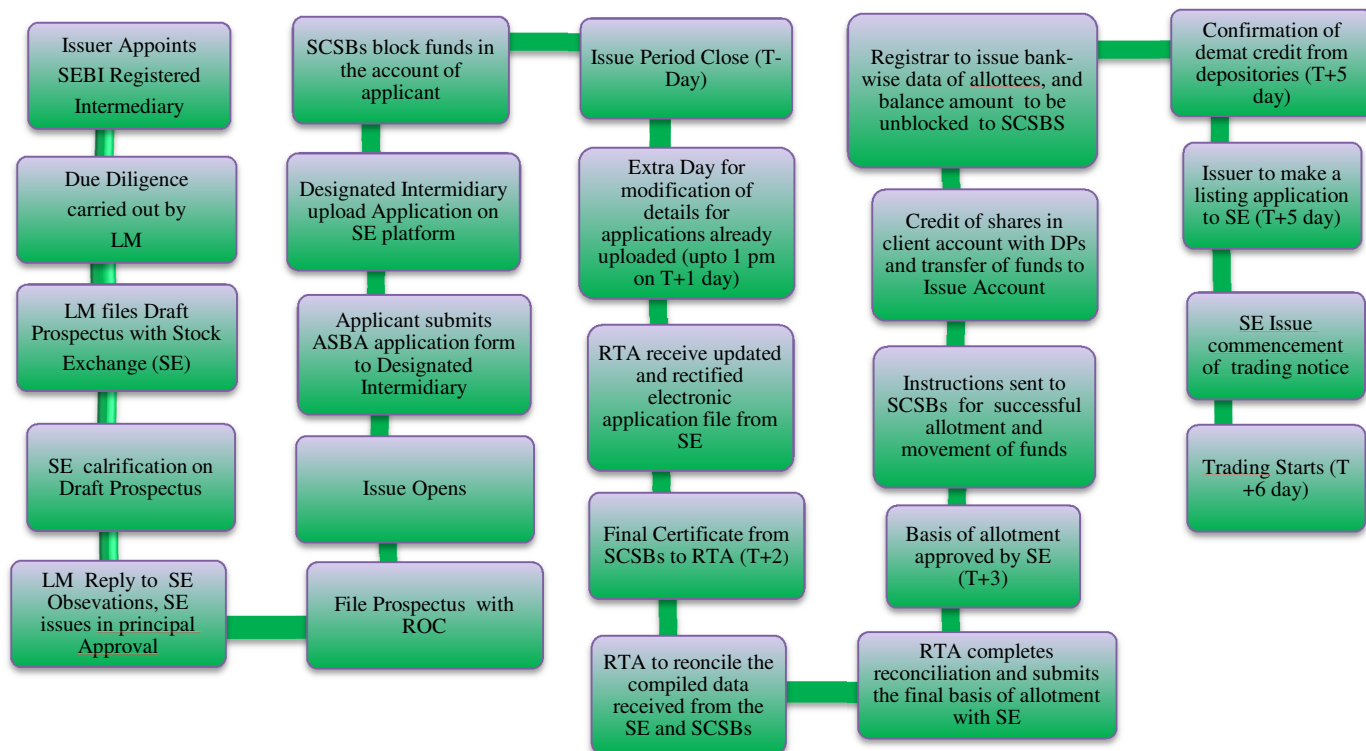 Issuer Appoints
SEBI Registered
Intermediary
Due Diligence
carried out by
LM
LM files Draft
Prospectus with Stock
Exchange (SE)
SE calrification on
Draft Prospectus
LM Reply to SE
Obsevations, SE
issues in principal
Approval
File Prospectus with
ROC
Issue Opens
Applicant submits
ASBA application form
to Designated
Intermidiary
Designated Intermidiary
upload Application on
SE platform
SCSBs block funds in
the account of
applicant
Issue Period Close (T-
Day)
Extra Day for
modification of
details for
applications already
uploaded (upto 1 pm
on T+1 day)
RTA receive updated
and rectified
electronic
application file from
SE
Final Certificate from
SCSBs to RTA (T+2)
RTA to reconcile the
compiled data
received from the
SE and SCSBs
RTA completes
reconciliation and submits
the final basis of allotment
with SE
Basis of allotment
approved by SE
(T+3)
Instructions sent to
SCSBs for successful
allotment and
movement of funds
Credit of shares in
client account with DPs
and transfer of funds to
Issue Account
Registrar to issue bank-
wise data of allottees, and
balance amount to be
unblocked to SCSBS
Confirmation of
demat credit from
depositories (T+5
day)
Issuer to make a
listing application
to SE (T+5 day)
SE Issue
commencement
of trading notice
Trading Starts (T
+6 day)